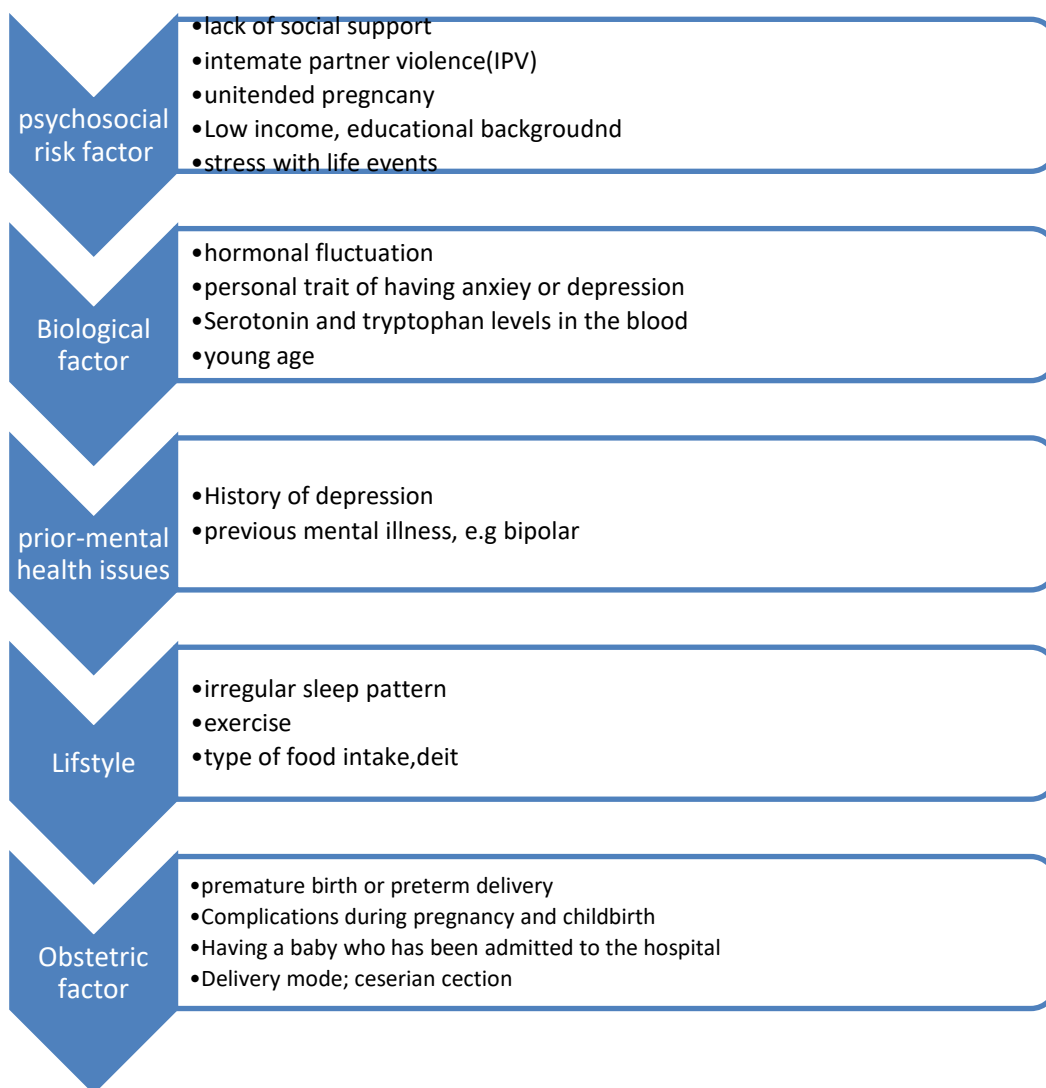 psychosocial
risk factor
•lack of social support
•intemate partner violence(IPV)
•unitended pregncany
•Low income, educational backgroudnd
•stress with life events
Biological
factor
•hormonal fluctuation
•personal trait of having anxiey or depression
•Serotonin and tryptophan levels in the blood
•young age
prior-mental
health issues
•History of depression
•previous mental illness, e.g bipolar
Lifstyle
•irregular sleep pattern
•exercise
•type of food intake,deit
Obstetric
factor
•premature birth or preterm delivery
•Complications during pregnancy and childbirth
•Having a baby who has been admitted to the hospital
•Delivery mode; ceserian cection